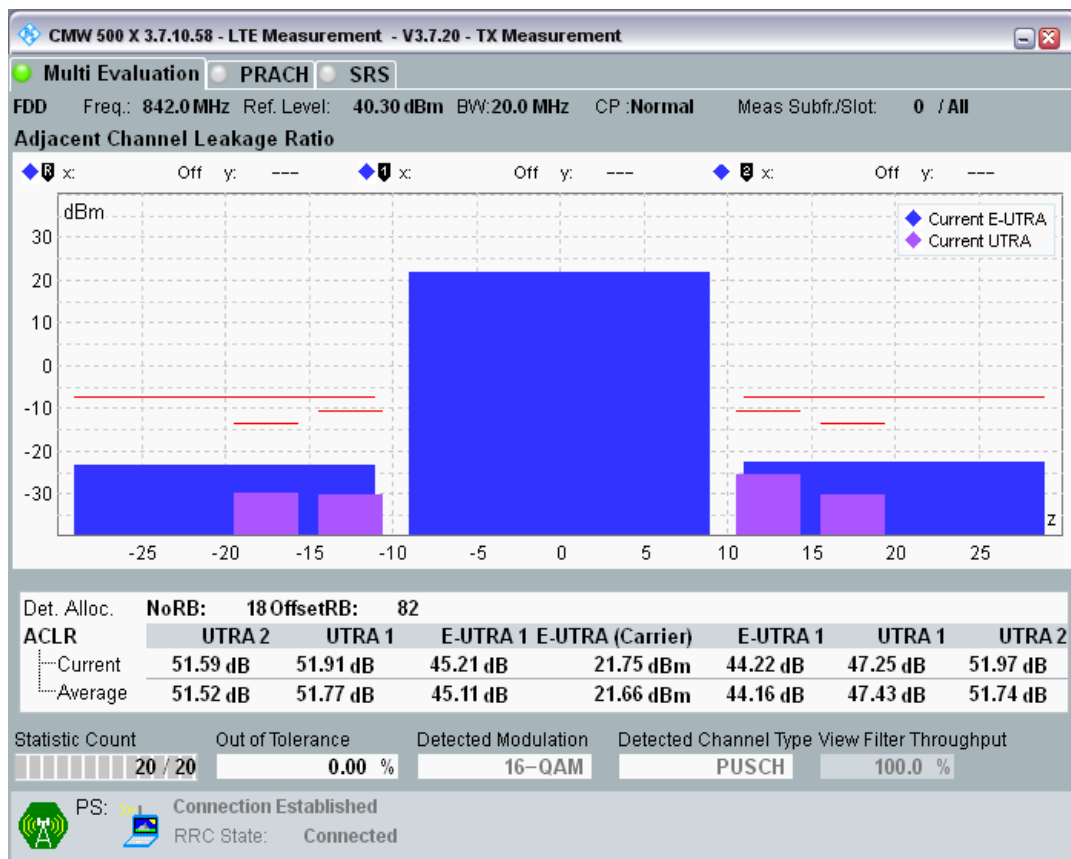 CMW 500 X 3.7.10.58 - LTE Measurement - V3.7.20 - TX Measurement
Multi Evaluation PRACH SRS
FDD Freq.: 842.0 MHz Ref. Level: 40.30 dBm BW:20.0 MHz CP :Normal Meas Subfr./Slot: 0 / All
Adjacent Channel Leakage Ratio
R x: Off y: --- 1 x: Off y: --- 2 x: Off y: ---
dBm
Current E-UTRA
Current UTRA
30
20
10
0
-10
-20
-30
z
-25 -20 -15 -10 -5 0 5 10 15 20 25
Det. Alloc. NoRB: 18 OffsetRB: 82
ACLR UTRA 2 UTRA 1 E-UTRA 1 E-UTRA (Carrier) E-UTRA 1 UTRA 1 UTRA 2
Current 51.59 dB 51.91 dB 45.21 dB 21.75 dBm 44.22 dB 47.25 dB 51.97 dB
Average 51.52 dB 51.77 dB 45.11 dB 21.66 dBm 44.16 dB 47.43 dB 51.74 dB
Statistic Count Out of Tolerance Detected Modulation Detected Channel Type View Filter Throughput
20 / 20 0.00 % 16-QAM PUSCH 100.0 %
PS: Connection Established
RRC State: Connected